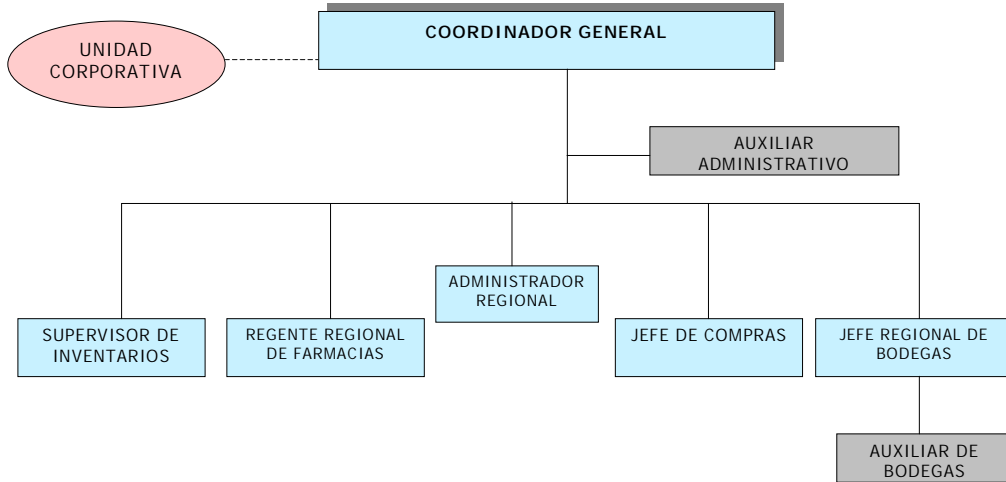 COORDINADOR GENERAL
UNIDAD
CORPORATIVA
AUXILIAR
ADMINISTRATIVO
ADMINISTRADOR
REGIONAL
SUPERVISOR DE
INVENTARIOS
REGENTE REGIONAL
DE FARMACIAS
JEFE DE COMPRAS
JEFE REGIONAL DE
BODEGAS
AUXILIAR DE
BODEGAS